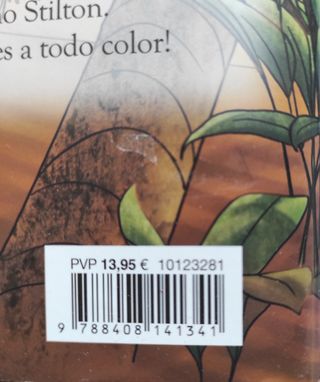 o Stilton.
es a todo color!
PVP 13,95 € 10123281
9 788408 141341